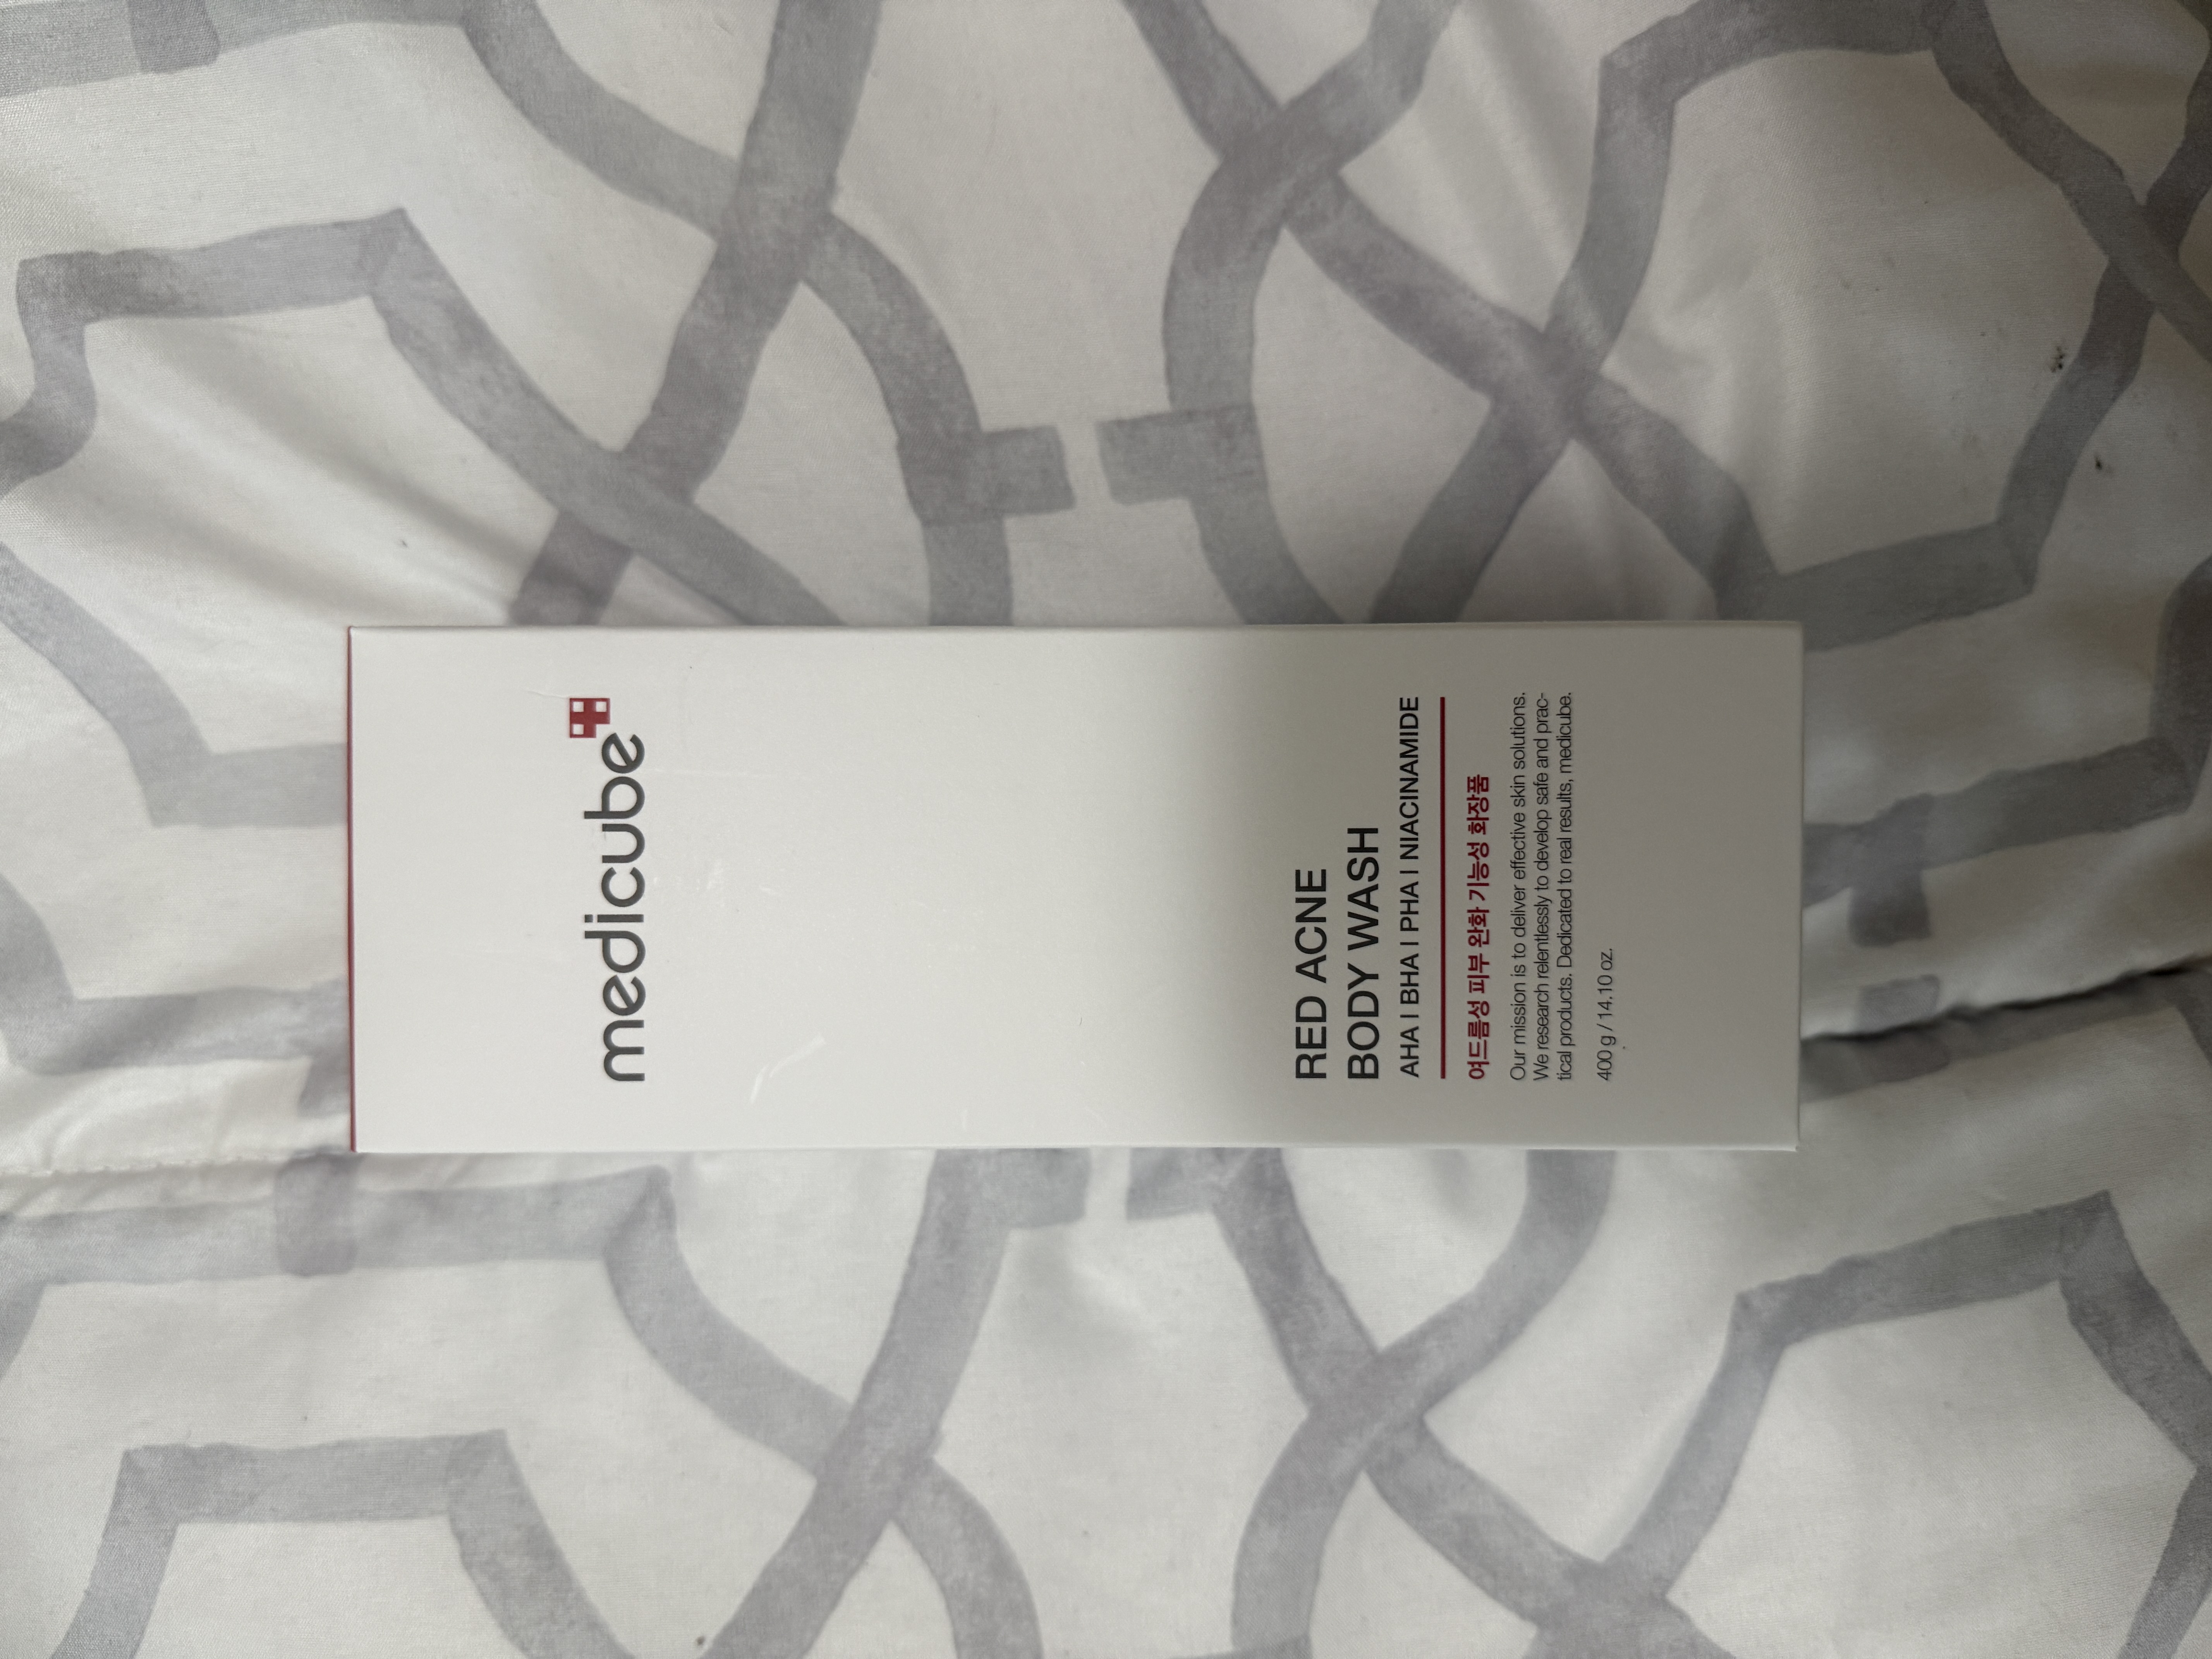 medicube
RED ACNE
BODY WASH
AHA | BHA | PHA | NIACINAMIDE
여드름성 피부 완화 기능성 화장품
Our mission is to deliver effective skin solutions.
We research relentlessly to develop safe and prac-
tical products. Dedicated to real results, medicube.
400 g / 14.10 oz.